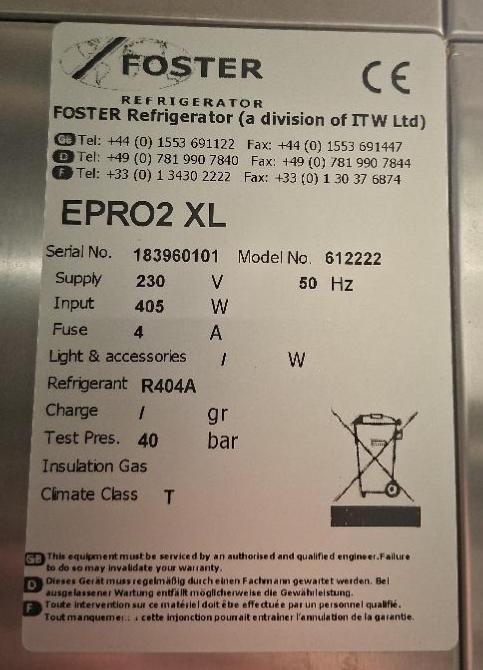 FOSTER
REFRIGERATOR
CE
FOSTER Refrigerator (a division of ITW Ltd)
GB Tel: +44 (0) 1553 691122 Fax: +44 (0) 1553 691447
D Tel: +49 (0) 781 990 7840 Fax: +49 (0) 781 990 7844
F Tel: +33 (0) 1 3430 2222 Fax: +33 (0) 1 30 37 6874
EPRO2 XL
Serial No. 183960101 Model No. 612222
Supply 230 V 50 Hz
Input 405 W
Fuse 4 A
Light & accessories / W
Refrigerant R404A
Charge / gr
Test Pres. 40 bar
Insulation Gas
Climate Class T
GB This equipment must be serviced by an authorised and qualified engineer.Failure
to do so may invalidate your warranty.
D Dieses Gerät muss regelmäßig durch einen Fachmann gewartet werden. Bei
ausgelassener Wartung entfällt möglicherweise die Gewährleistung.
F Toute intervention sur ce matériel doit être effectuée par un personnel qualifié.
Tout manquement à cette injonction pourrait entrainer l'annulation de la garantie.